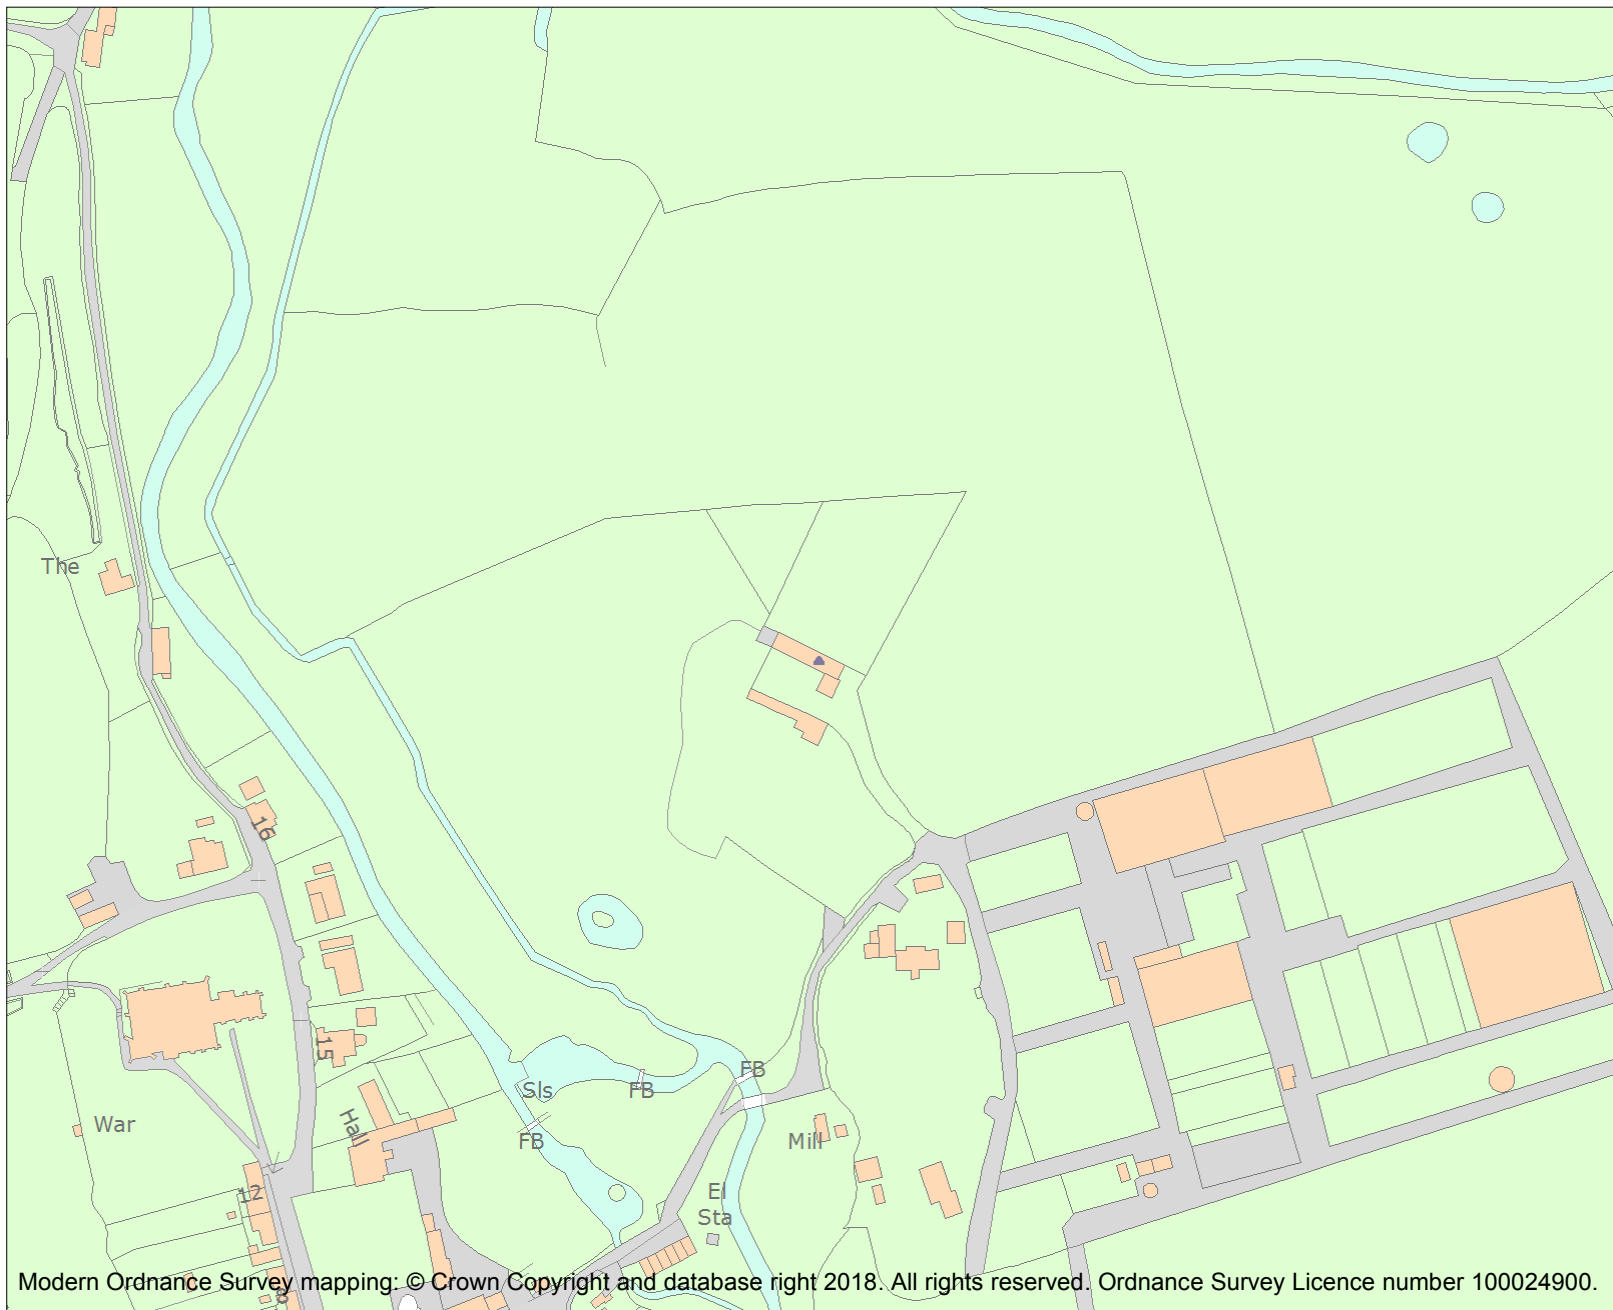 The
16
15
Sls
FB
FB
FB
War
Hall
Mill
12
El
Sta
Modern Ordnance Survey mapping: © Crown Copyright and database right 2018. All rights reserved. Ordnance Survey Licence number 100024900.